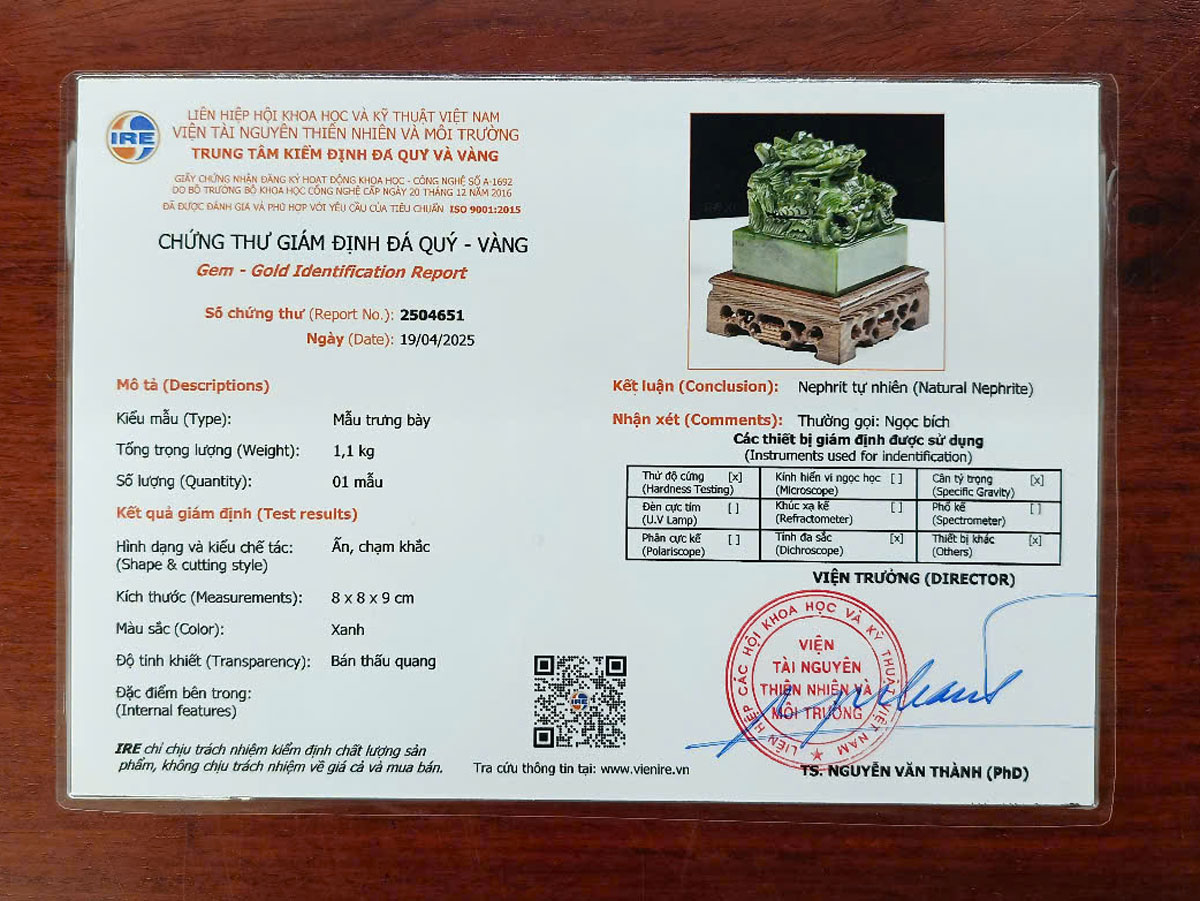 IRE
LIÊN HIỆP HỘI KHOA HỌC VÀ KỸ THUẬT VIỆT NAM
VIỆN TÀI NGUYÊN THIÊN NHIÊN VÀ MÔI TRƯỜNG
TRUNG TÂM KIỂM ĐỊNH ĐÁ QUÝ VÀ VÀNG
GIẤY CHỨNG NHẬN ĐĂNG KÝ HOẠT ĐỘNG KHOA HỌC - CÔNG NGHỆ SỐ A-1692
DO BỘ TRƯỞNG BỘ KHOA HỌC CÔNG NGHỆ CẤP NGÀY 20 THÁNG 12 NĂM 2016
ĐÃ ĐƯỢC ĐÁNH GIÁ VÀ PHÙ HỢP VỚI YÊU CẦU CỦA TIÊU CHUẨN ISO 9001:2015
CHỨNG THƯ GIÁM ĐỊNH ĐÁ QUÝ - VÀNG
Gem - Gold Identification Report
Số chứng thư (Report No.): 2504651
Ngày (Date): 19/04/2025
Mô tả (Descriptions)
Kiểu mẫu (Type): Mẫu trưng bày
Tổng trọng lượng (Weight): 1,1 kg
Số lượng (Quantity): 01 mẫu
Kết quả giám định (Test results)
Hình dạng và kiểu chế tác: Ấn, chạm khắc
(Shape & cutting style)
Kích thước (Measurements): 8 x 8 x 9 cm
Màu sắc (Color): Xanh
Độ tinh khiết (Transparency): Bán thấu quang
Đặc điểm bên trong:
(Internal features)
IRE chỉ chịu trách nhiệm kiểm định chất lượng sản
phẩm, không chịu trách nhiệm về giá cả và mua bán.
IRE
Tra cứu thông tin tại: www.vienire.vn
Kết luận (Conclusion): Nephrit tự nhiên (Natural Nephrite)
Nhận xét (Comments): Thường gọi: Ngọc bích
Các thiết bị giám định được sử dụng
(Instruments used for indentification)
Thử độ cứng [x] Kính hiển vi ngọc học [ ] Cân tỷ trọng [x]
(Hardness Testing) (Microscope) (Specific Gravity)
Đèn cực tím [ ] Khúc xạ kế [ ] Phổ kế [ ]
(U.V Lamp) (Refractometer) (Spectrometer)
Phân cực kế [ ] Tính đa sắc [x] Thiết bị khác [x]
(Polariscope) (Dichroscope) (Others)
VIỆN TRƯỞNG (DIRECTOR)
LIÊN HIỆP CÁC HỘI KHOA HỌC VÀ KỸ THUẬT VIỆT NAM
VIỆN
TÀI NGUYÊN
THIÊN NHIÊN VÀ
MÔI TRƯỜNG
TS. NGUYỄN VĂN THÀNH (PhD)